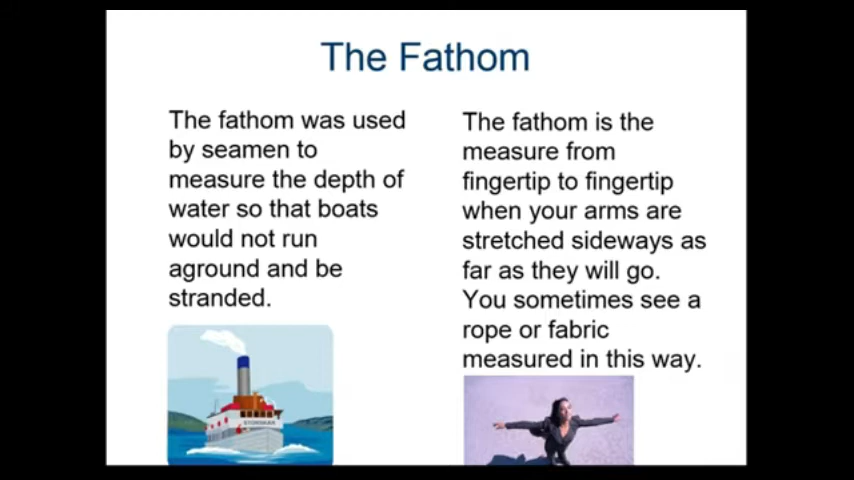 The Fathom
The fathom was used
by seamen to
measure the depth of
water so that boats
would not run
aground and be
stranded.
The fathom is the
measure from
fingertip to fingertip
when your arms are
stretched sideways as
far as they will go.
You sometimes see a
rope or fabric
measured in this way.